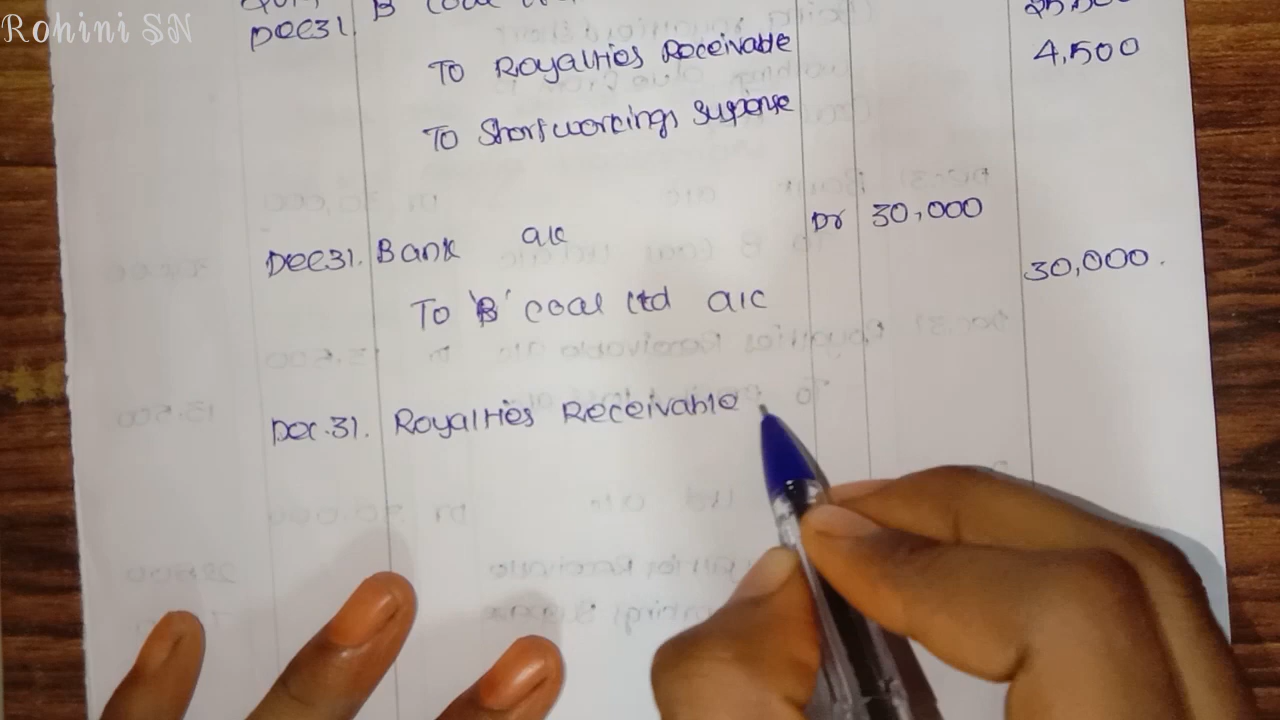 Rohini SN
Dec31. B Coal
To Royalties Receivable 4,500
To Shortworkings Suspense
Dec31. Bank a/c Dr 30,000
To 'B' coal Ltd a/c 30,000.
Dec.31. Royalties Receivable